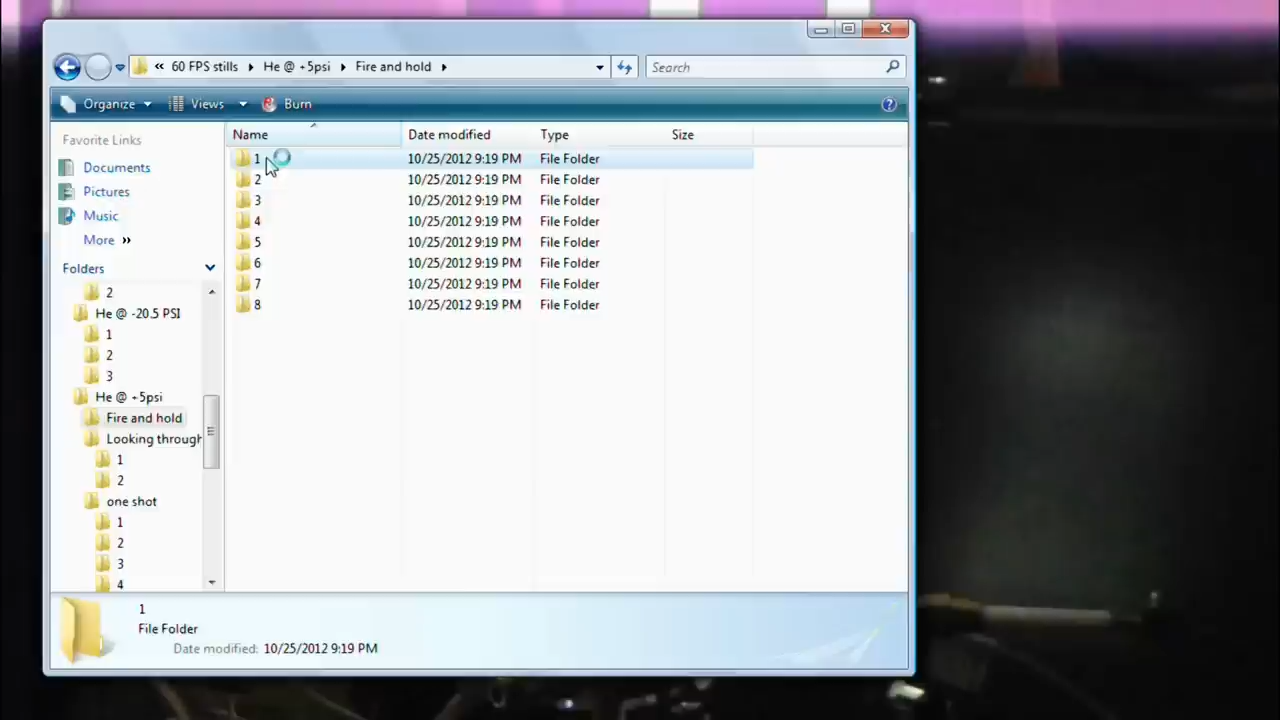 « 60 FPS stills He @ +5psi Fire and hold Search
Organize Views Burn
Favorite Links
Documents
Pictures
Music
More »
Folders
2
He @ -20.5 PSI
1
2
3
He @ +5psi
Fire and hold
Looking through
1
2
one shot
1
2
3
4
Name Date modified Type Size
1 10/25/2012 9:19 PM File Folder
2 10/25/2012 9:19 PM File Folder
3 10/25/2012 9:19 PM File Folder
4 10/25/2012 9:19 PM File Folder
5 10/25/2012 9:19 PM File Folder
6 10/25/2012 9:19 PM File Folder
7 10/25/2012 9:19 PM File Folder
8 10/25/2012 9:19 PM File Folder
1
File Folder
Date modified: 10/25/2012 9:19 PM